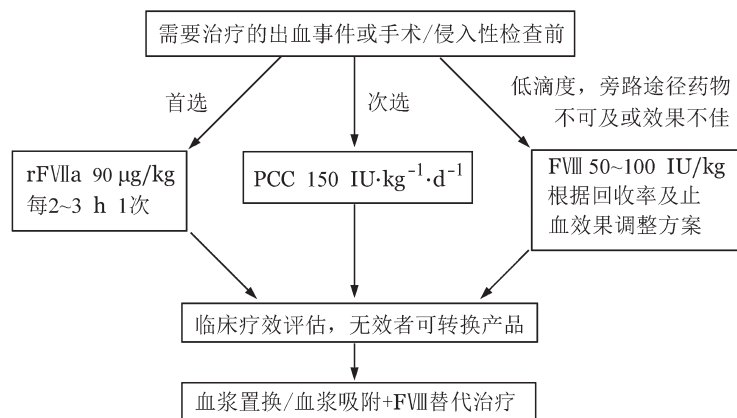 需要治疗的出血事件或手术/侵入性检查前
首选
次选
低滴度，旁路途径药物
不可及或效果不佳
rFⅦa 90 μg/kg
每2~3 h 1次
PCC 150 IU·kg⁻¹·d⁻¹
FⅧ 50~100 IU/kg
根据回收率及止
血效果调整方案
临床疗效评估，无效者可转换产品
血浆置换/血浆吸附+FⅧ替代治疗